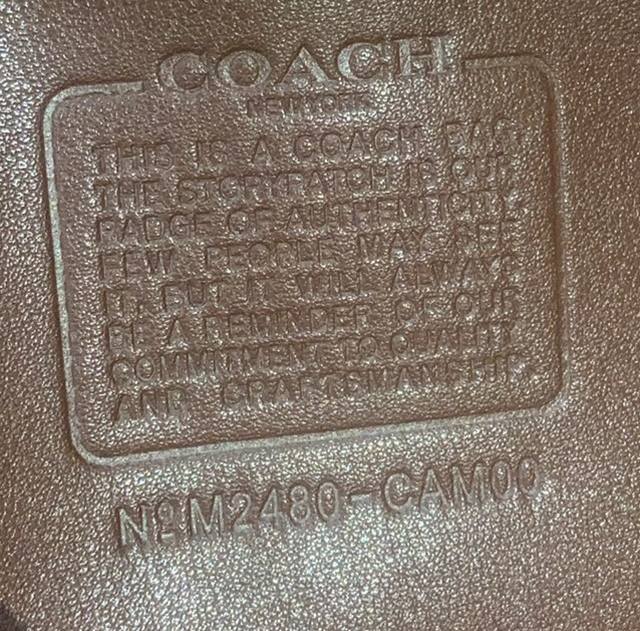 COACH
NEW YORK
THIS IS A COACH BAG.
THE STORYPATCH IS OUR
BADGE OF AUTHENTICITY.
FEW PEOPLE MAY SEE
IT, BUT IT WILL ALWAYS
BE A REMINDER OF OUR
COMMITMENT TO QUALITY
AND CRAFTSMANSHIP.
Nº M2480-CAM00